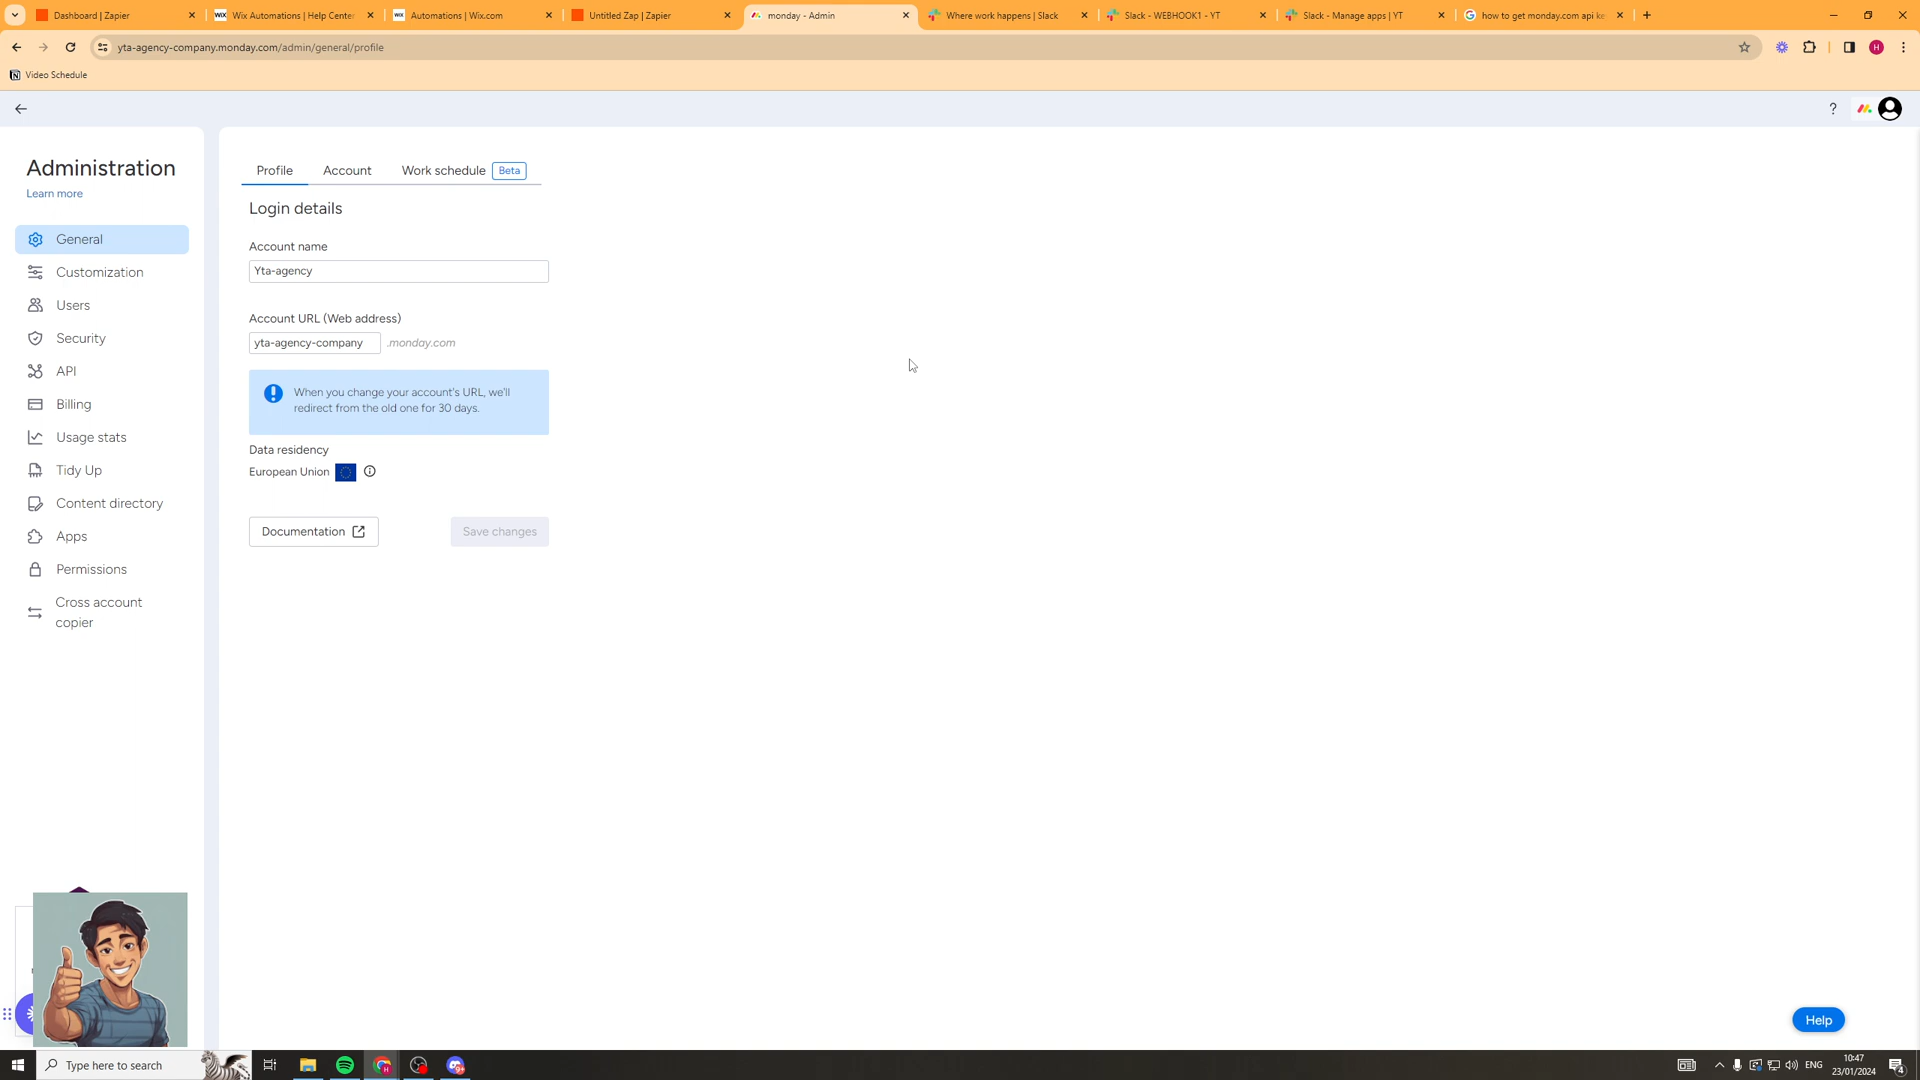 Dashboard | Zapier
Wix Automations | Help Center
Automations | Wix.com
Untitled Zap | Zapier
monday - Admin
Where work happens | Slack
Slack - WEBHOOK1 - YT
Slack - Manage apps | YT
how to get monday.com api ke
yta-agency-company.monday.com/admin/general/profile
H
Video Schedule
?
Administration
Learn more
General
Customization
Users
Security
API
Billing
Usage stats
Tidy Up
Content directory
Apps
Permissions
Cross account
copier
Profile
Account
Work schedule
Beta
Login details
Account name
Yta-agency
Account URL (Web address)
yta-agency-company
.monday.com
When you change your account's URL, we'll
redirect from the old one for 30 days.
Data residency
European Union
Documentation
Save changes
Help
Type here to search
ENG
10:47
23/01/2024
4